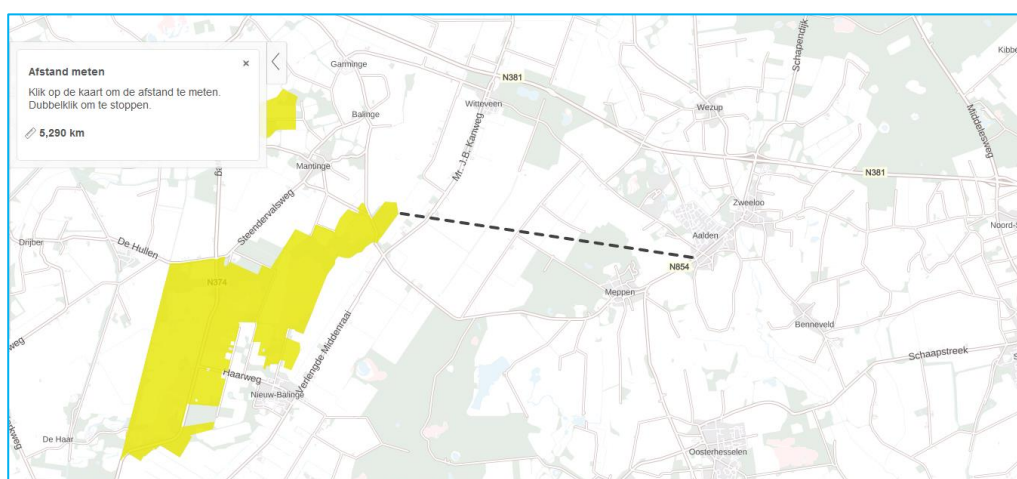 Afstand meten
×
Klik op de kaart om de afstand te meten.
Dubbelklik om te stoppen.
5,290 km
Garminge
Balinge
Mantinge
Witteveen
N381
Mr. J.B. Kanweg
Wezup
Schapendijk
Middelesweg
N381
Zweeloo
Aalden
N854
Meppen
Benneveld
Schaapstreek
Oosterhesselen
Steendervalsweg
De Hullen
Drijber
N374
Haarweg
Nieuw-Balinge
Verlengde Middenraai
De Haar